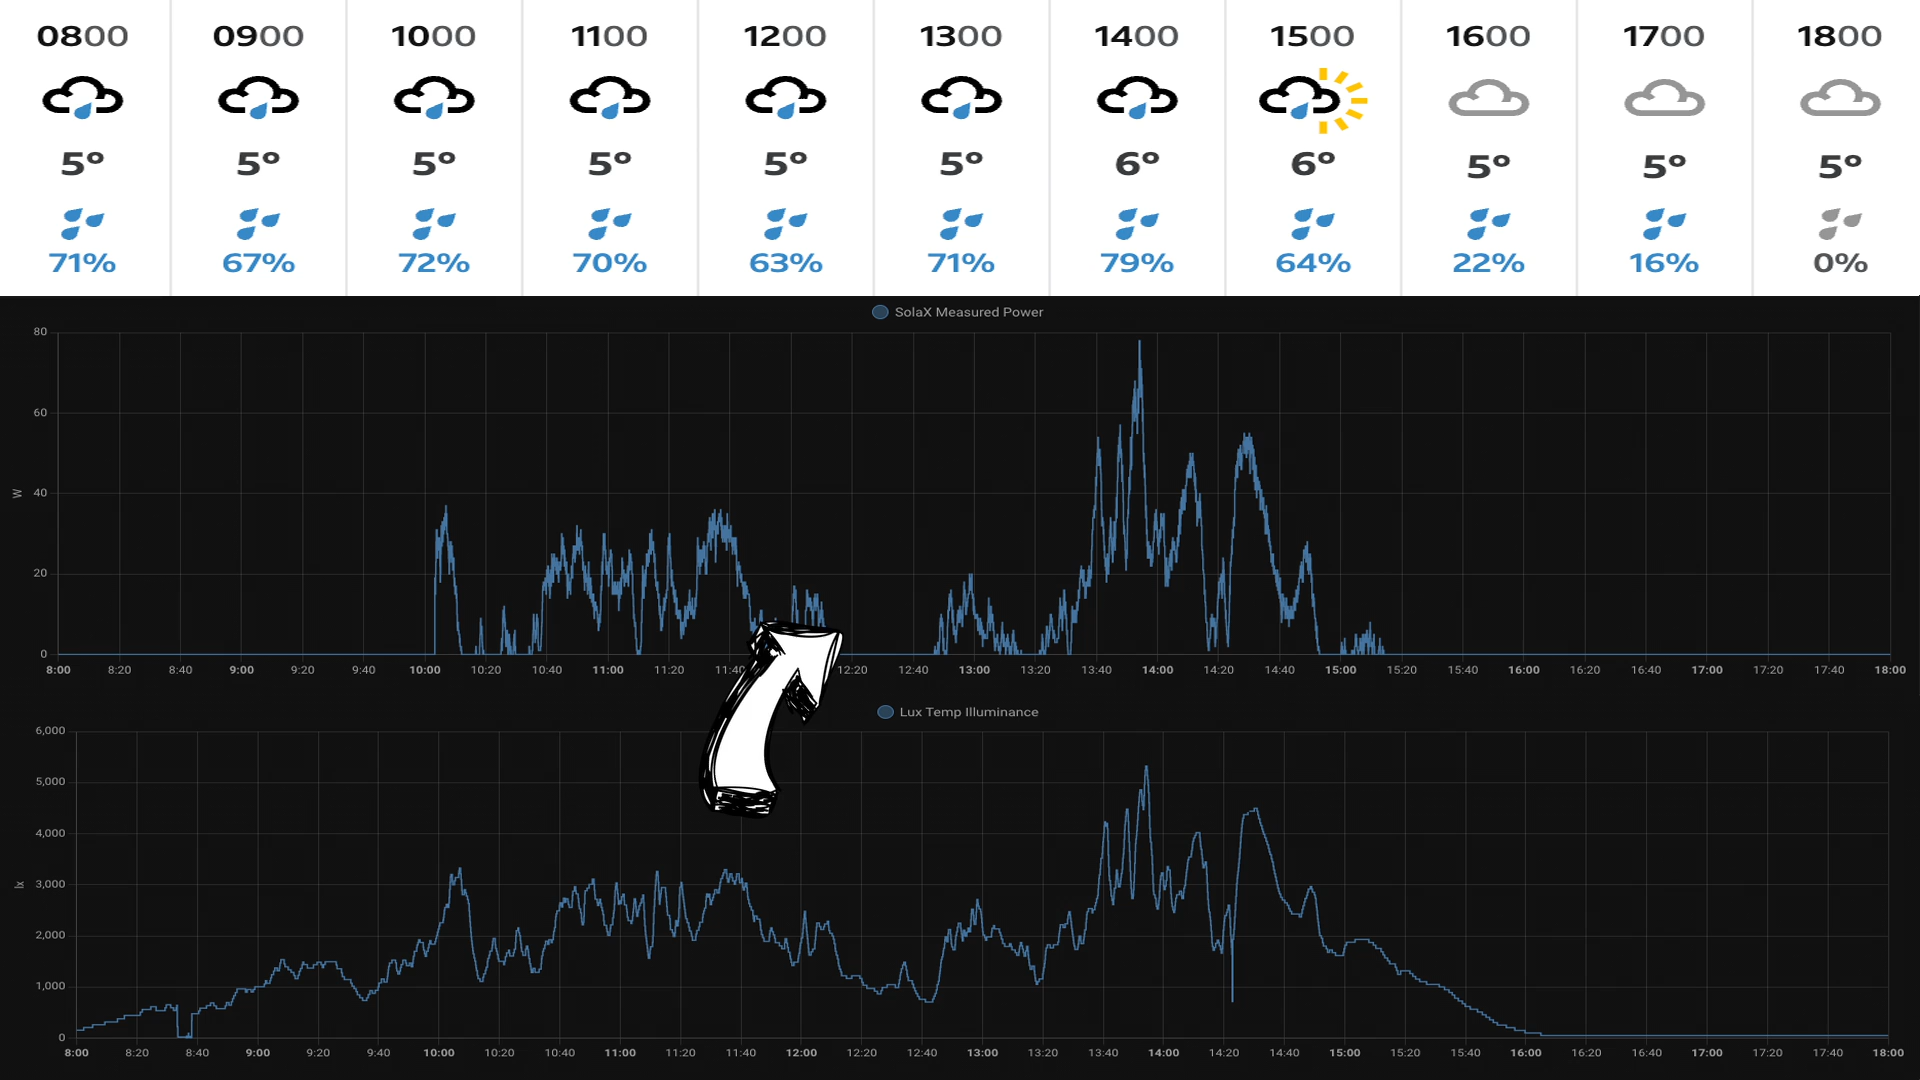 0800 0900 1000 1100 1200 1300 1400 1500 1600 1700 1800
5° 5° 5° 5° 5° 5° 6° 6° 5° 5° 5°
71% 67% 72% 70% 63% 71% 79% 64% 22% 16% 0%
SolaX Measured Power
80
60
W
40
20
0
8:00 8:20 8:40 9:00 9:20 9:40 10:00 10:20 10:40 11:00 11:20 11:40 12:20 12:40 13:00 13:20 13:40 14:00 14:20 14:40 15:00 15:20 15:40 16:00 16:20 16:40 17:00 17:20 17:40 18:00
Lux Temp Illuminance
6,000
5,000
4,000
lx
3,000
2,000
1,000
0
8:00 8:20 8:40 9:00 9:20 9:40 10:00 10:20 10:40 11:00 11:20 11:40 12:00 12:20 12:40 13:00 13:20 13:40 14:00 14:20 14:40 15:00 15:20 15:40 16:00 16:20 16:40 17:00 17:20 17:40 18:00